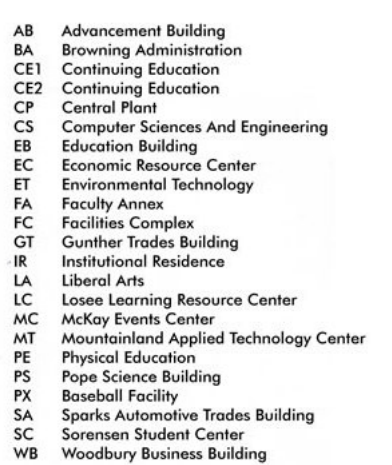 AB Advancement Building
BA Browning Administration
CE1 Continuing Education
CE2 Continuing Education
CP Central Plant
CS Computer Sciences And Engineering
EB Education Building
EC Economic Resource Center
ET Environmental Technology
FA Faculty Annex
FC Facilities Complex
GT Gunther Trades Building
IR Institutional Residence
LA Liberal Arts
LC Losee Learning Resource Center
MC McKay Events Center
MT Mountainland Applied Technology Center
PE Physical Education
PS Pope Science Building
PX Baseball Facility
SA Sparks Automotive Trades Building
SC Sorensen Student Center
WB Woodbury Business Building